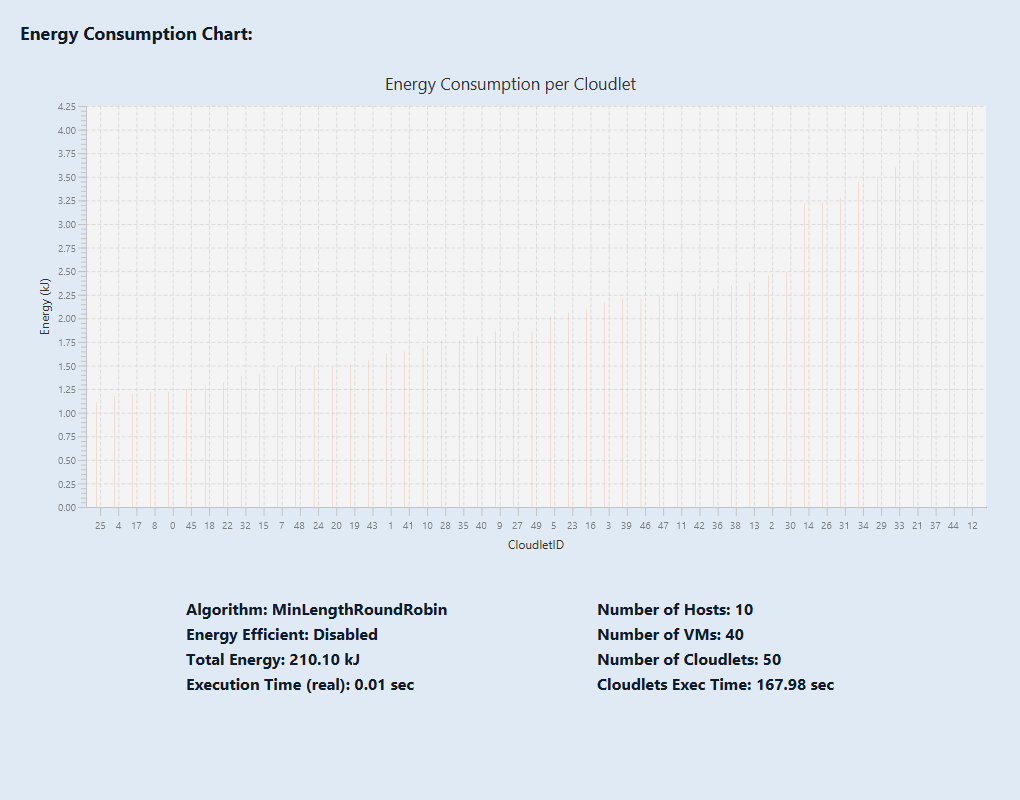 Energy Consumption Chart:
Energy Consumption per Cloudlet
4.25
4.00
3.75
3.50
3.25
3.00
2.75
2.50
2.25
2.00
1.75
1.50
1.25
1.00
0.75
0.50
0.25
0.00
Energy (kJ)
25 4 17 8 0 45 18 22 32 15 7 48 24 20 19 43 1 41 10 28 35 40 9 27 49 5 23 16 3 39 46 47 11 42 36 38 13 2 30 14 26 31 34 29 33 21 37 44 12
CloudletID
Algorithm: MinLengthRoundRobin
Energy Efficient: Disabled
Total Energy: 210.10 kJ
Execution Time (real): 0.01 sec
Number of Hosts: 10
Number of VMs: 40
Number of Cloudlets: 50
Cloudlets Exec Time: 167.98 sec